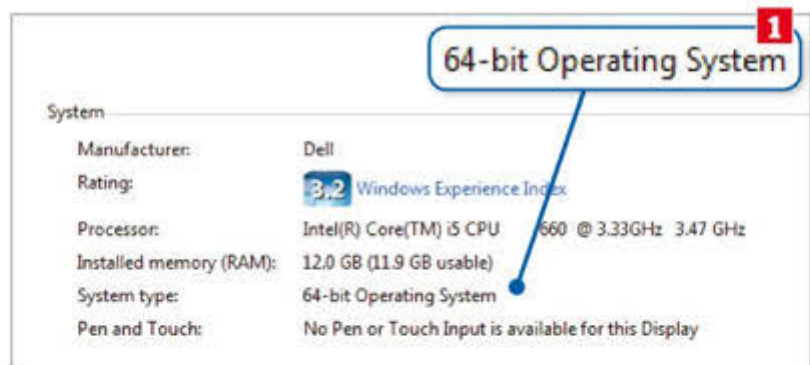 1
64-bit Operating System
System
Manufacturer: Dell
Rating: 3.2 Windows Experience Index
Processor: Intel(R) Core(TM) i5 CPU 660 @ 3.33GHz 3.47 GHz
Installed memory (RAM): 12.0 GB (11.9 GB usable)
System type: 64-bit Operating System
Pen and Touch: No Pen or Touch Input is available for this Display